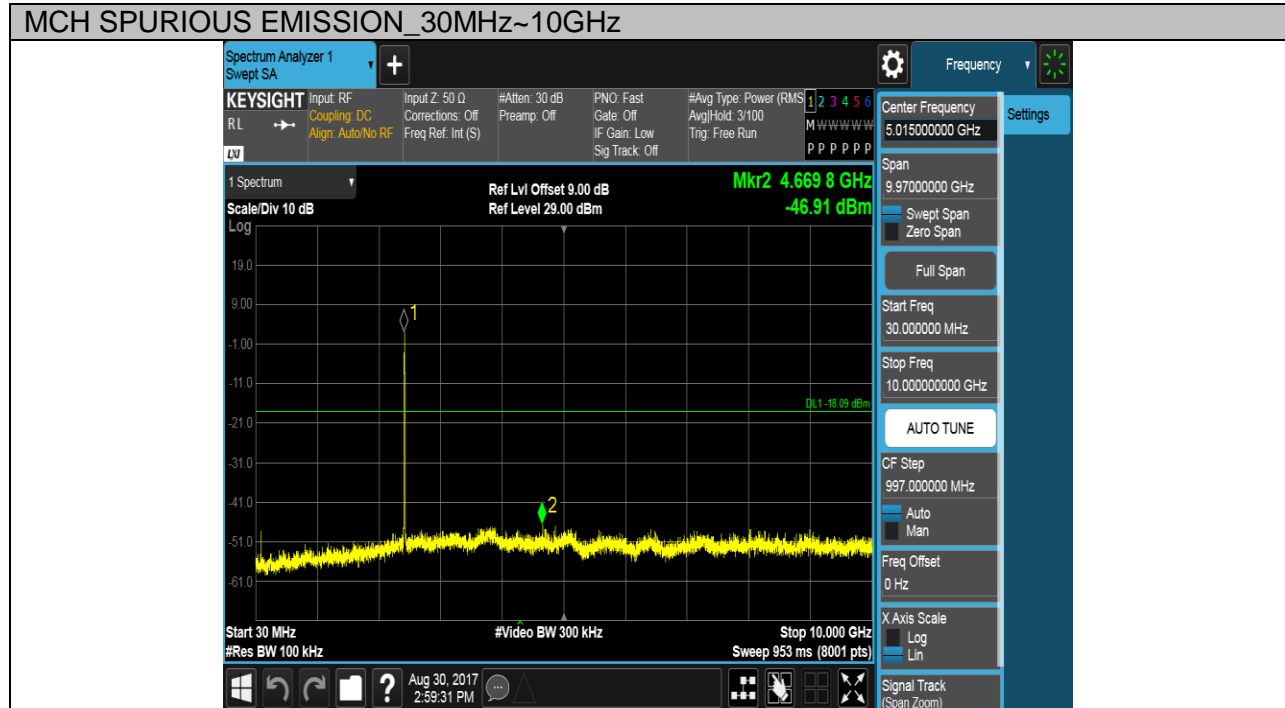 MCH SPURIOUS EMISSION_30MHz~10GHz
Spectrum Analyzer 1
Swept SA
Frequency
KEYSIGHT
RL
LXI
Input: RF
Coupling: DC
Align: Auto/No RF
Input Z: 50 Ω
Corrections: Off
Freq Ref: Int (S)
#Atten: 30 dB
Preamp: Off
PNO: Fast
Gate: Off
IF Gain: Low
Sig Track: Off
#Avg Type: Power (RMS
Avg|Hold: 3/100
Trig: Free Run
1 2 3 4 5 6
M W W W W W
P P P P P P
1 Spectrum
Scale/Div 10 dB
Log
Ref Lvl Offset 9.00 dB
Ref Level 29.00 dBm
Mkr2 4.669 8 GHz
-46.91 dBm
19.0
9.00
-1.00
-11.0
-21.0
-31.0
-41.0
-51.0
-61.0
1
2
DL1 -18.09 dBm
Start 30 MHz
#Res BW 100 kHz
#Video BW 300 kHz
Stop 10.000 GHz
Sweep 953 ms (8001 pts)
?
Aug 30, 2017
2:59:31 PM
Center Frequency
5.015000000 GHz
Settings
Span
9.97000000 GHz
Swept Span
Zero Span
Full Span
Start Freq
30.000000 MHz
Stop Freq
10.000000000 GHz
AUTO TUNE
CF Step
997.000000 MHz
Auto
Man
Freq Offset
0 Hz
X Axis Scale
Log
Lin
Signal Track
(Span Zoom)